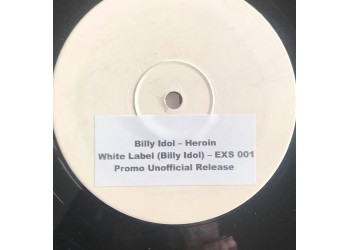 Billy Idol – Heroin
White Label (Billy Idol) – EXS 001
Promo Unofficial Release